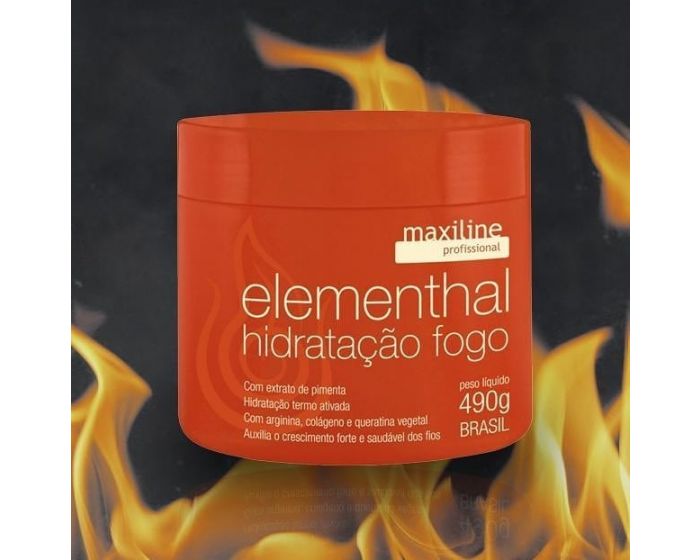 maxiline
profissional
elementhal
hidratação fogo
Com extrato de pimenta
Hidratação termo ativada
Com arginina, colágeno e queratina vegetal
Auxilia o crescimento forte e saudável dos fios
peso líquido
490g
BRASIL